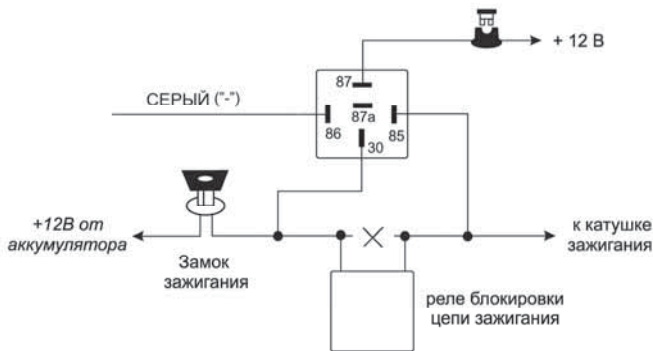 + 12 В
87
СЕРЫЙ ("-")
87а
86
85
30
+12В от
аккумулятора
Замок
зажигания
к катушке
зажигания
реле блокировки
цепи зажигания